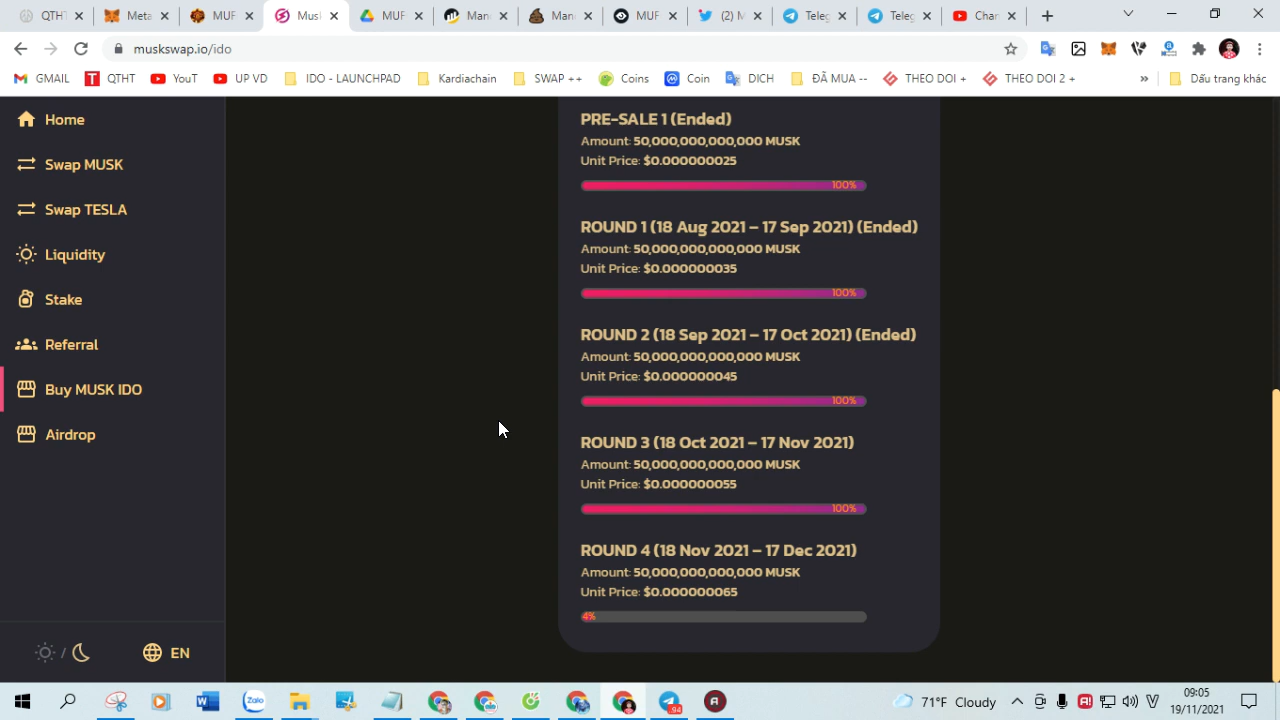 QTHT
Meta
MUF
Musk
MUF
Man
Man
MUF
(2) M
Teleg
Teleg
Chan
muskswap.io/ido
GMAIL
QTHT
YouT
UP VD
IDO - LAUNCHPAD
Kardiachain
SWAP ++
Coins
Coin
DICH
ĐÃ MUA --
THEO DOI +
THEO DOI 2 +
»
Dấu trang khác
Home
Swap MUSK
Swap TESLA
Liquidity
Stake
Referral
Buy MUSK IDO
Airdrop
/
EN
PRE-SALE 1 (Ended)
Amount: 50,000,000,000,000 MUSK
Unit Price: $0.000000025
100%
ROUND 1 (18 Aug 2021 – 17 Sep 2021) (Ended)
Amount: 50,000,000,000,000 MUSK
Unit Price: $0.000000035
100%
ROUND 2 (18 Sep 2021 – 17 Oct 2021) (Ended)
Amount: 50,000,000,000,000 MUSK
Unit Price: $0.000000045
100%
ROUND 3 (18 Oct 2021 – 17 Nov 2021)
Amount: 50,000,000,000,000 MUSK
Unit Price: $0.000000055
100%
ROUND 4 (18 Nov 2021 – 17 Dec 2021)
Amount: 50,000,000,000,000 MUSK
Unit Price: $0.000000065
4%
Zalo
94
71°F Cloudy
09:05
19/11/2021